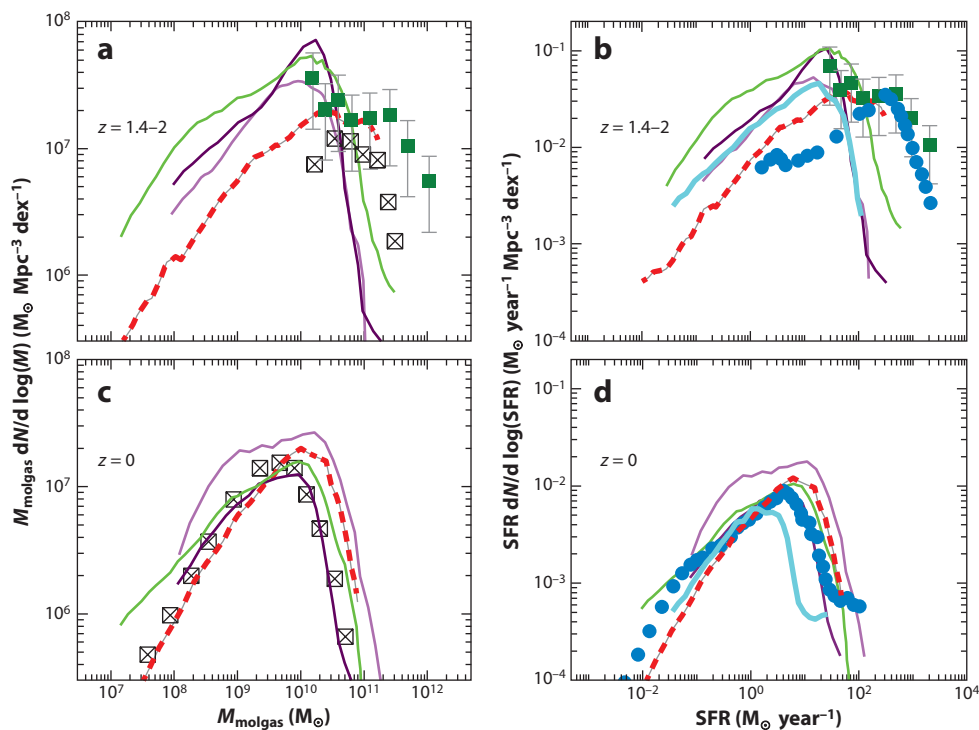 a
z = 1.4–2
10⁸
10⁷
10⁶
b
z = 1.4–2
10⁻¹
10⁻²
10⁻³
10⁻⁴
c
z = 0
10⁸
10⁷
10⁶
d
z = 0
10⁻¹
10⁻²
10⁻³
10⁻⁴
M_molgas dN/d log(M) (M⊙ Mpc⁻³ dex⁻¹)
SFR dN/d log(SFR) (M⊙ year⁻¹ Mpc⁻³ dex⁻¹)
10⁷ 10⁸ 10⁹ 10¹⁰ 10¹¹ 10¹²
M_molgas (M⊙)
10⁻² 10⁰ 10² 10⁴
SFR (M⊙ year⁻¹)